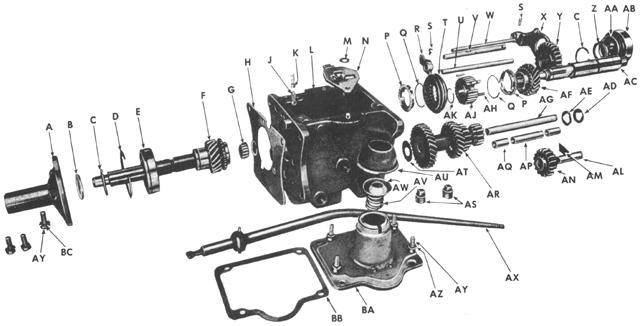 S
U V W X Y C Z AA AB
M
K L N P Q R S T
H J
F G
E
D
C
B
A
AK AJ AH Q P AF AG AE AD AC
AU AT AR AQ AP AN AM AL
AW AV AS
AY BC
AX
AY
AZ
BA
BB